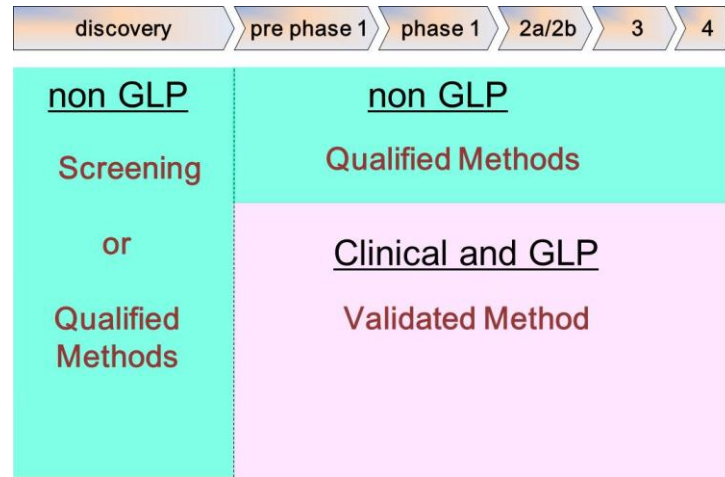 discovery
pre phase 1
phase 1
2a/2b
3
4
non GLP
Screening
or
Qualified
Methods
non GLP
Qualified Methods
Clinical and GLP
Validated Method